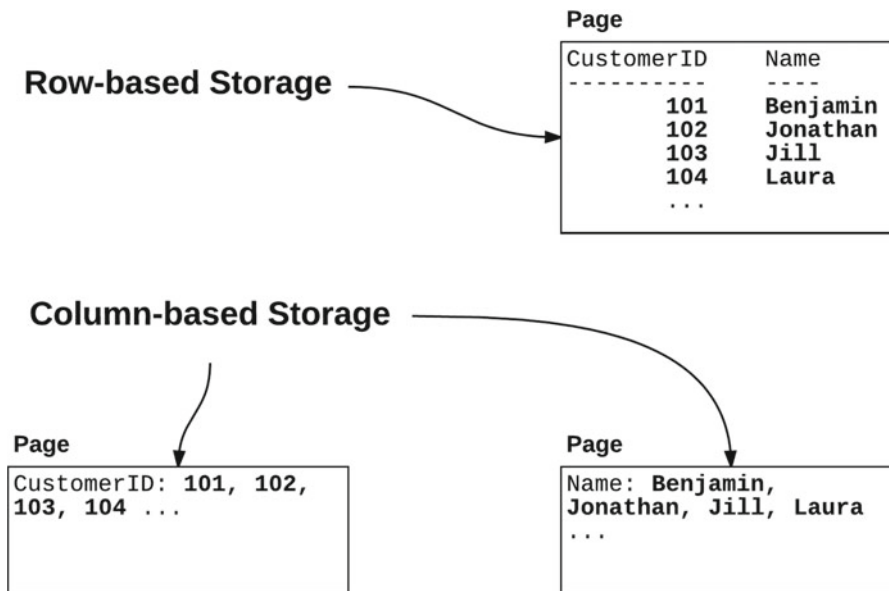 Page
CustomerID Name
---------- ----
101 Benjamin
102 Jonathan
103 Jill
104 Laura
...
Row-based Storage
Column-based Storage
Page
CustomerID: 101, 102,
103, 104 ...
Page
Name: Benjamin,
Jonathan, Jill, Laura
...